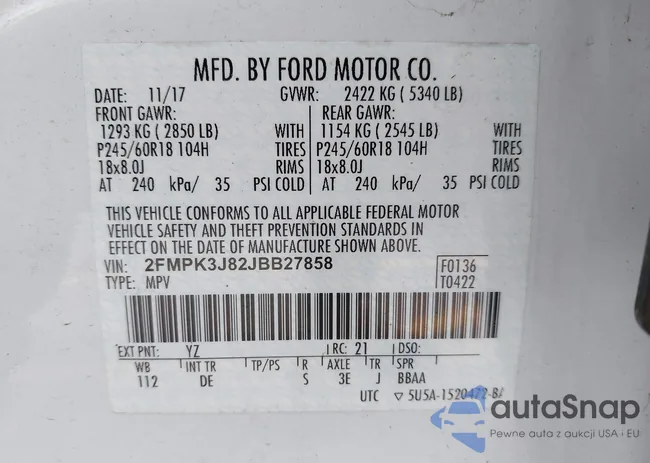 MFD. BY FORD MOTOR CO.
DATE: 11/17 GVWR: 2422 KG ( 5340 LB)
FRONT GAWR: REAR GAWR:
1293 KG ( 2850 LB) WITH 1154 KG ( 2545 LB) WITH
P245/60R18 104H TIRES P245/60R18 104H TIRES
18x8.0J RIMS 18x8.0J RIMS
AT 240 kPa/ 35 PSI COLD AT 240 kPa/ 35 PSI COLD
THIS VEHICLE CONFORMS TO ALL APPLICABLE FEDERAL MOTOR
VEHICLE SAFETY AND THEFT PREVENTION STANDARDS IN
EFFECT ON THE DATE OF MANUFACTURE SHOWN ABOVE.
VIN: 2FMPK3J82JBB27858 F0136
TYPE: MPV T0422
EXT PNT: YZ RC: 21 DSO:
WB INT TR TP/PS R AXLE TR SPR
112 DE S 3E J BBAA
UTC ▽ 5U5A-1520472-B/
autaSnap
Pewne auta z aukcji USA i EU